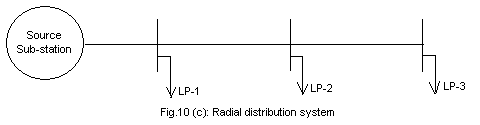 Source
Sub-station
LP-1
LP-2
LP-3
Fig.10 (c): Radial distribution system